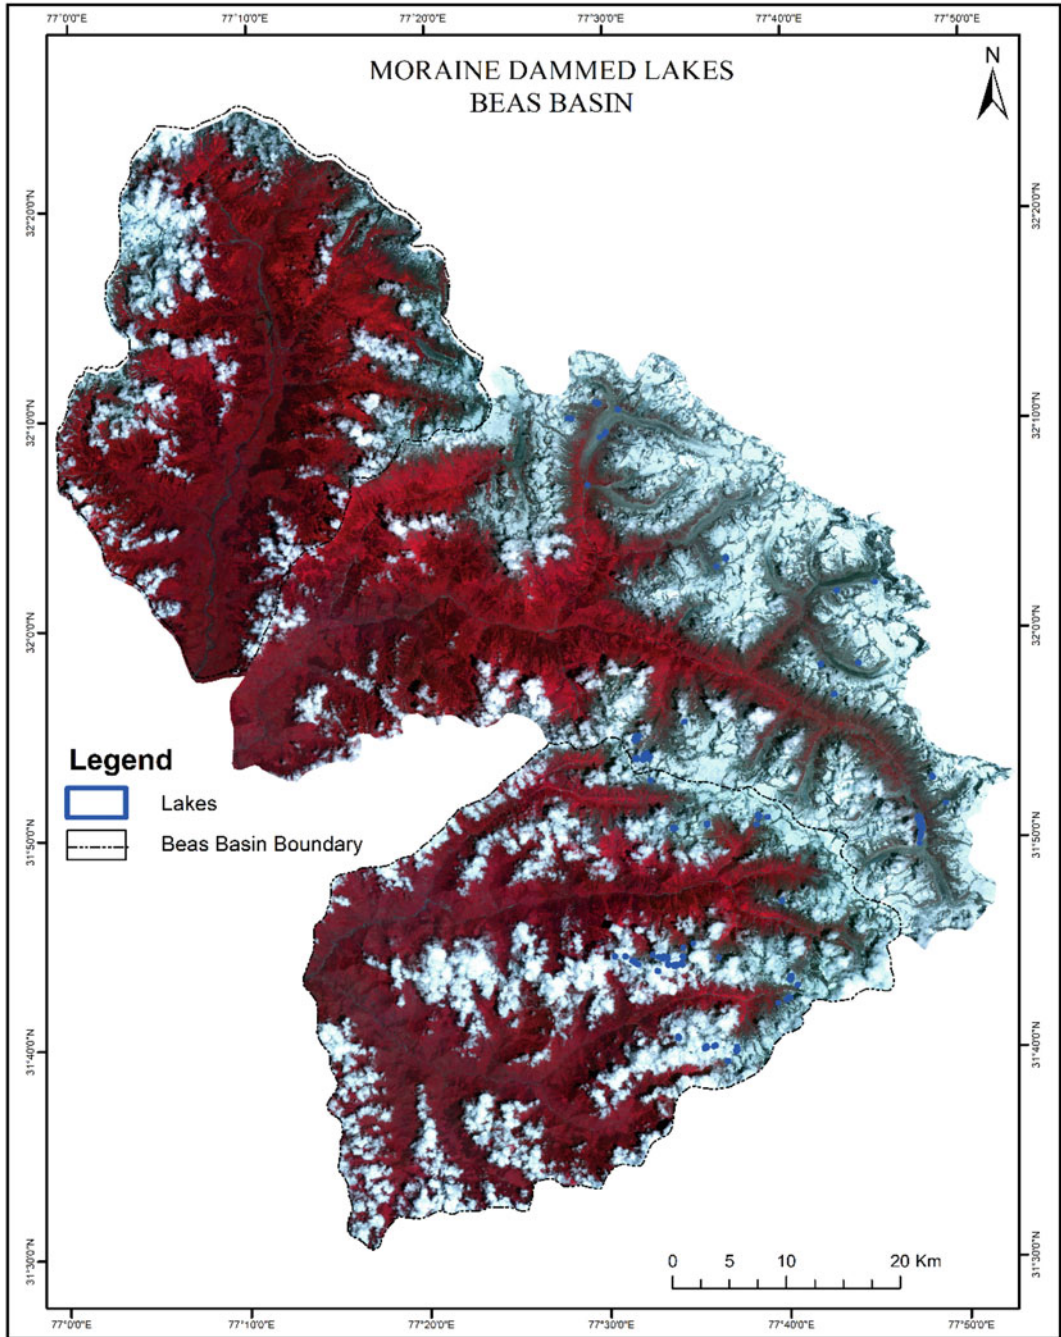 77°0'0"E 77°10'0"E 77°20'0"E 77°30'0"E 77°40'0"E 77°50'0"E
MORAINE DAMMED LAKES
BEAS BASIN
N
32°20'0"N 32°20'0"N
32°10'0"N 32°10'0"N
32°0'0"N 32°0'0"N
Legend
Lakes
Beas Basin Boundary
31°50'0"N 31°50'0"N
31°40'0"N 31°40'0"N
31°30'0"N 31°30'0"N
0 5 10 20 Km
77°0'0"E 77°10'0"E 77°20'0"E 77°30'0"E 77°40'0"E 77°50'0"E